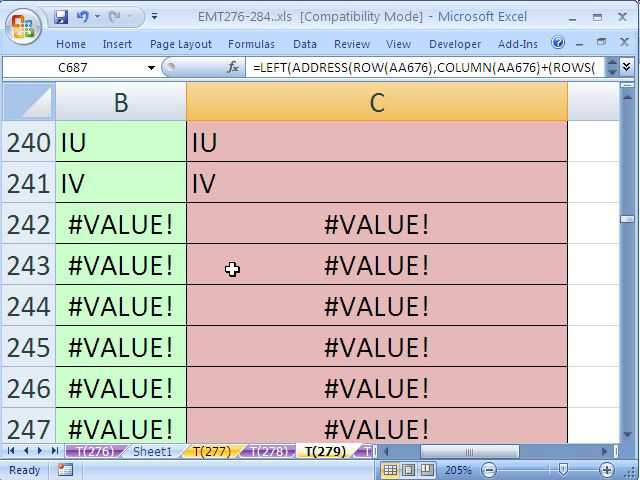 EMT276-284..xls [Compatibility Mode] - Microsoft Excel
Home Insert Page Layout Formulas Data Review View Developer Add-Ins
C687 fx =LEFT(ADDRESS(ROW(AA676),COLUMN(AA676)+(ROWS(
B C
240 IU IU
241 IV IV
242 #VALUE! #VALUE!
243 #VALUE! #VALUE!
244 #VALUE! #VALUE!
245 #VALUE! #VALUE!
246 #VALUE! #VALUE!
247 #VALUE! #VALUE!
T(276) Sheet1 T(277) T(278) T(279) T
Ready 205%